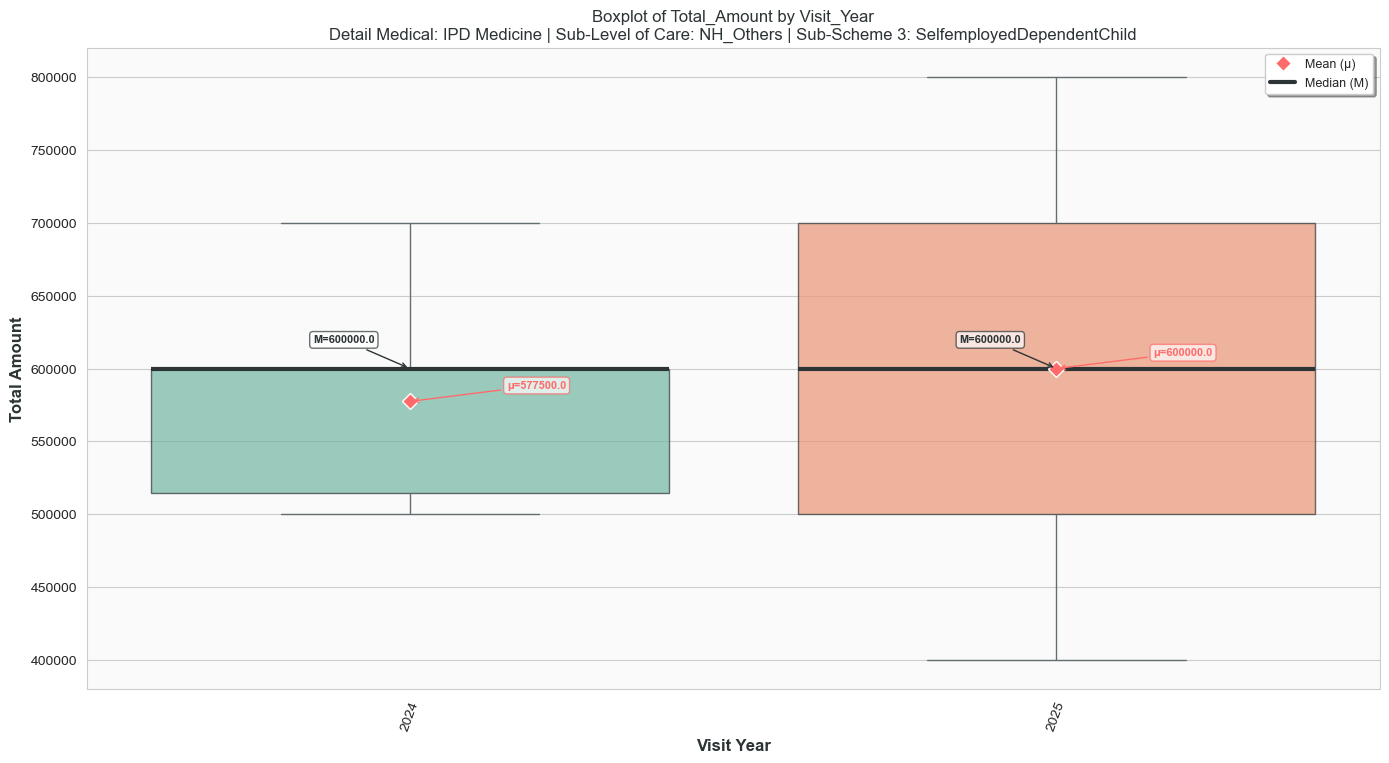 Boxplot of Total_Amount by Visit_Year
Detail Medical: IPD Medicine | Sub-Level of Care: NH_Others | Sub-Scheme 3: SelfemployedDependentChild
Mean (μ)
Median (M)
Total Amount
800000
750000
700000
650000
600000
550000
500000
450000
400000
M=600000.0
μ=577500.0
M=600000.0
μ=600000.0
2024
2025
Visit Year